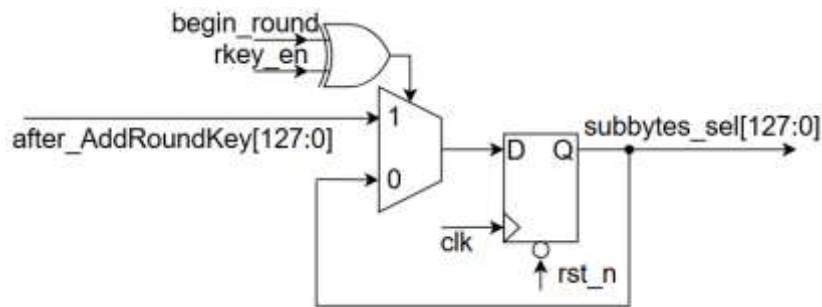 begin_round
rkey_en
after_AddRoundKey[127:0]
1
0
D Q
subbytes_sel[127:0]
clk
rst_n